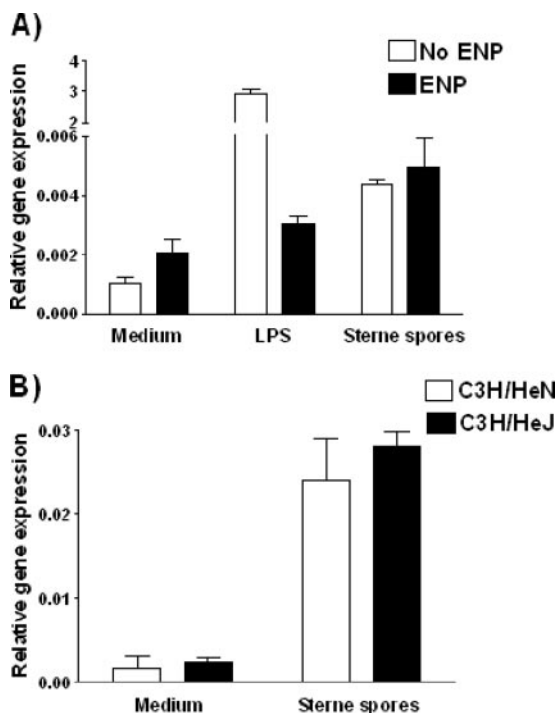 A)
No ENP
ENP
Relative gene expression
4
3
2
0.006
0.004
0.002
0.000
Medium LPS Sterne spores
B)
C3H/HeN
C3H/HeJ
Relative gene expression
0.03
0.02
0.01
0.00
Medium Sterne spores